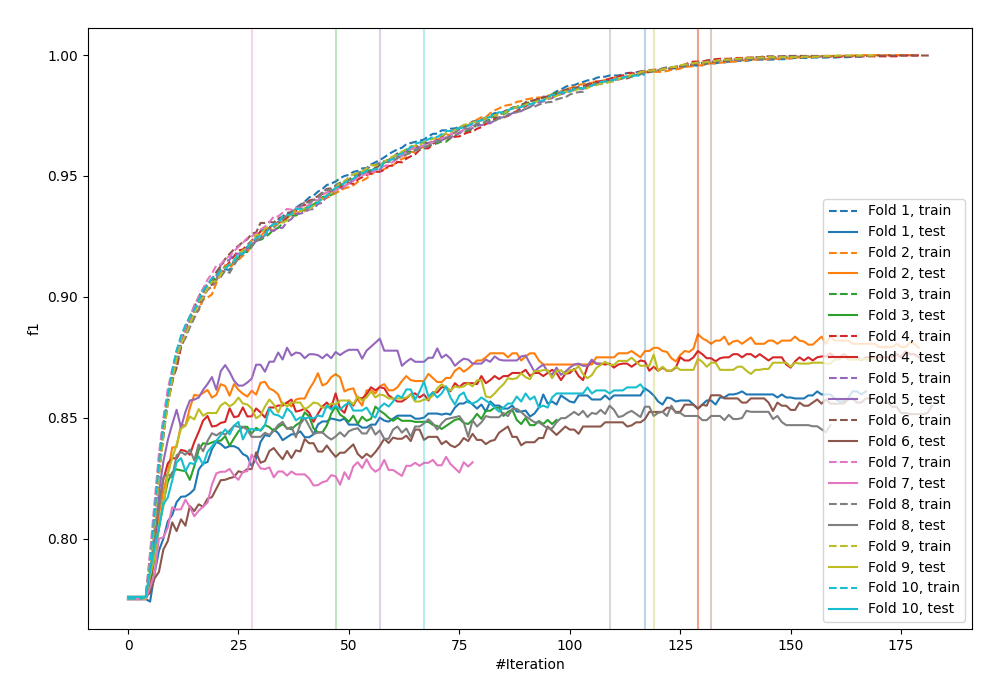 1.00
0.95
0.90
0.85
0.80
f1
0
25
50
75
100
125
150
175
#Iteration
Fold 1, train
Fold 1, test
Fold 2, train
Fold 2, test
Fold 3, train
Fold 3, test
Fold 4, train
Fold 4, test
Fold 5, train
Fold 5, test
Fold 6, train
Fold 6, test
Fold 7, train
Fold 7, test
Fold 8, train
Fold 8, test
Fold 9, train
Fold 9, test
Fold 10, train
Fold 10, test